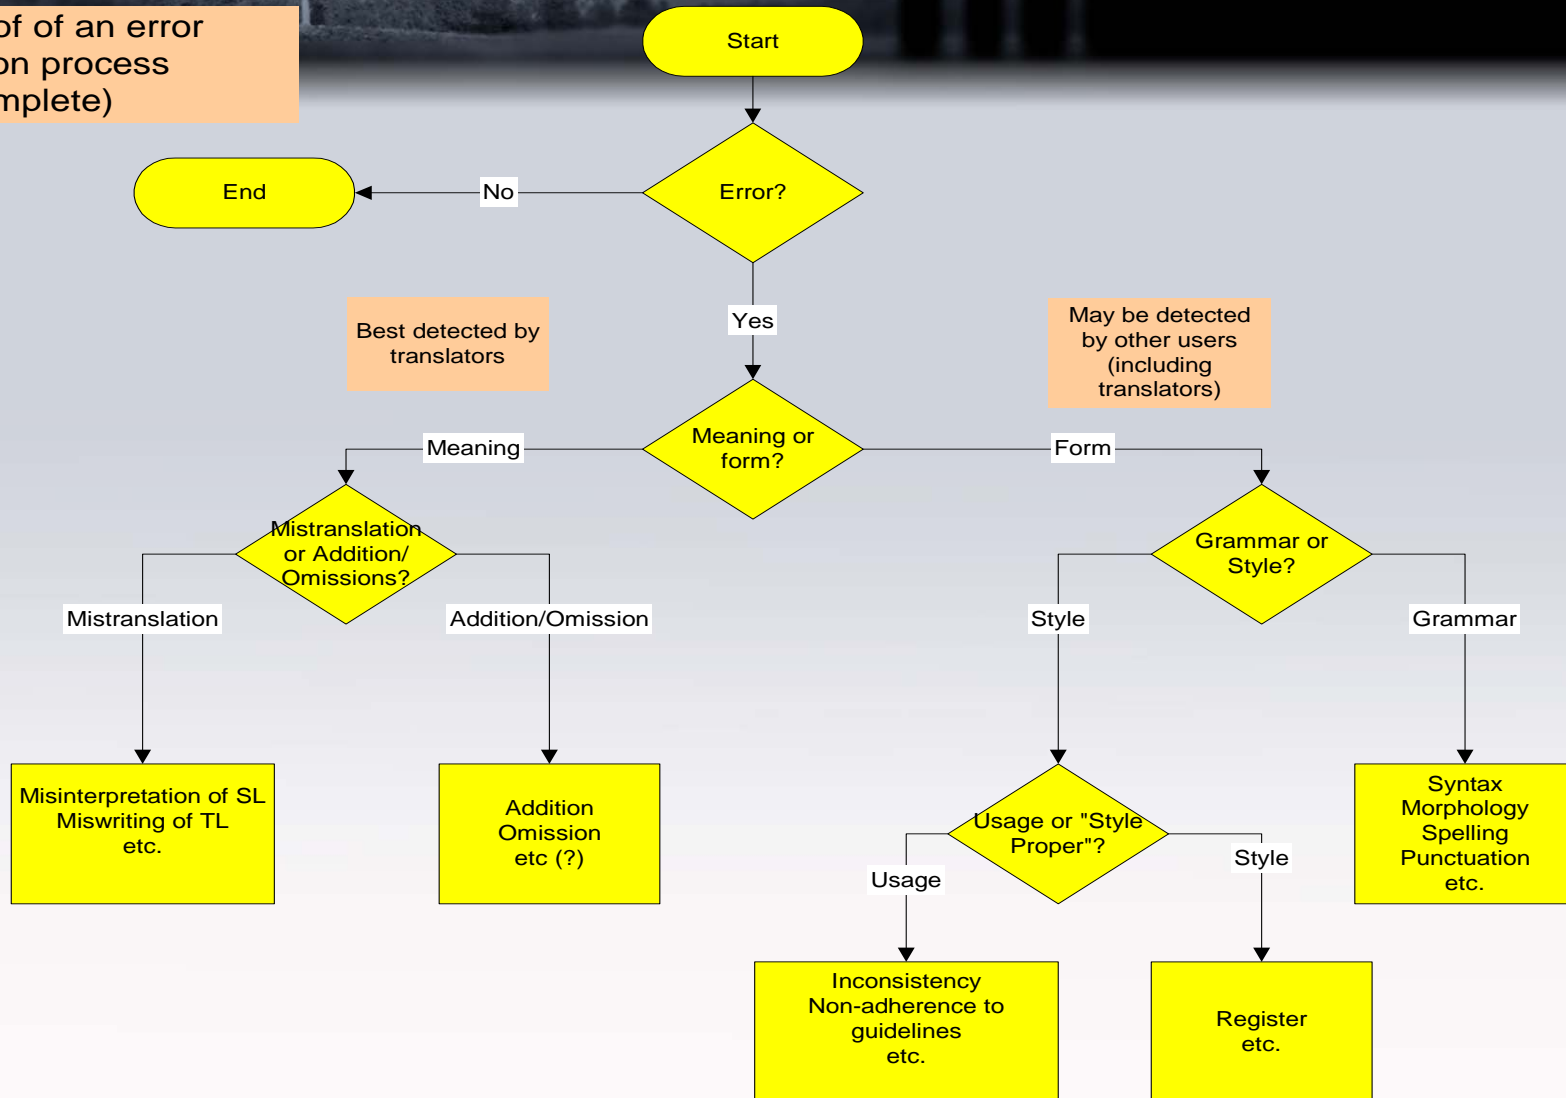 of of an error
on process
mplete)
Start
End
No
Error?
Yes
Best detected by
translators
May be detected
by other users
(including
translators)
Meaning
Meaning or
form?
Form
Mistranslation
or Addition/
Omissions?
Grammar or
Style?
Mistranslation
Addition/Omission
Style
Grammar
Misinterpretation of SL
Miswriting of TL
etc.
Addition
Omission
etc (?)
Usage or "Style
Proper"?
Syntax
Morphology
Spelling
Punctuation
etc.
Usage
Style
Inconsistency
Non-adherence to
guidelines
etc.
Register
etc.